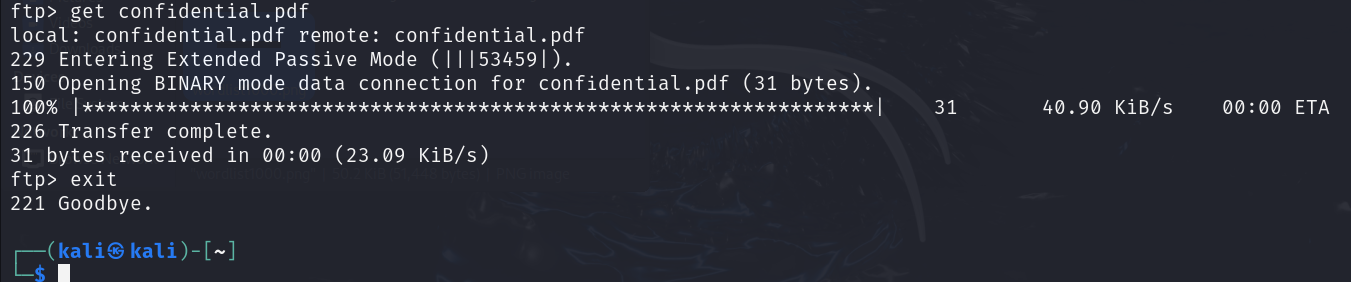 ftp> get confidential.pdf
local: confidential.pdf remote: confidential.pdf
229 Entering Extended Passive Mode (|||53459|).
150 Opening BINARY mode data connection for confidential.pdf (31 bytes).
100% |******************************************************************| 31 40.90 KiB/s 00:00 ETA
226 Transfer complete.
31 bytes received in 00:00 (23.09 KiB/s)
ftp> exit
221 Goodbye.
┌──(kali㉿kali)-[~]
└─$